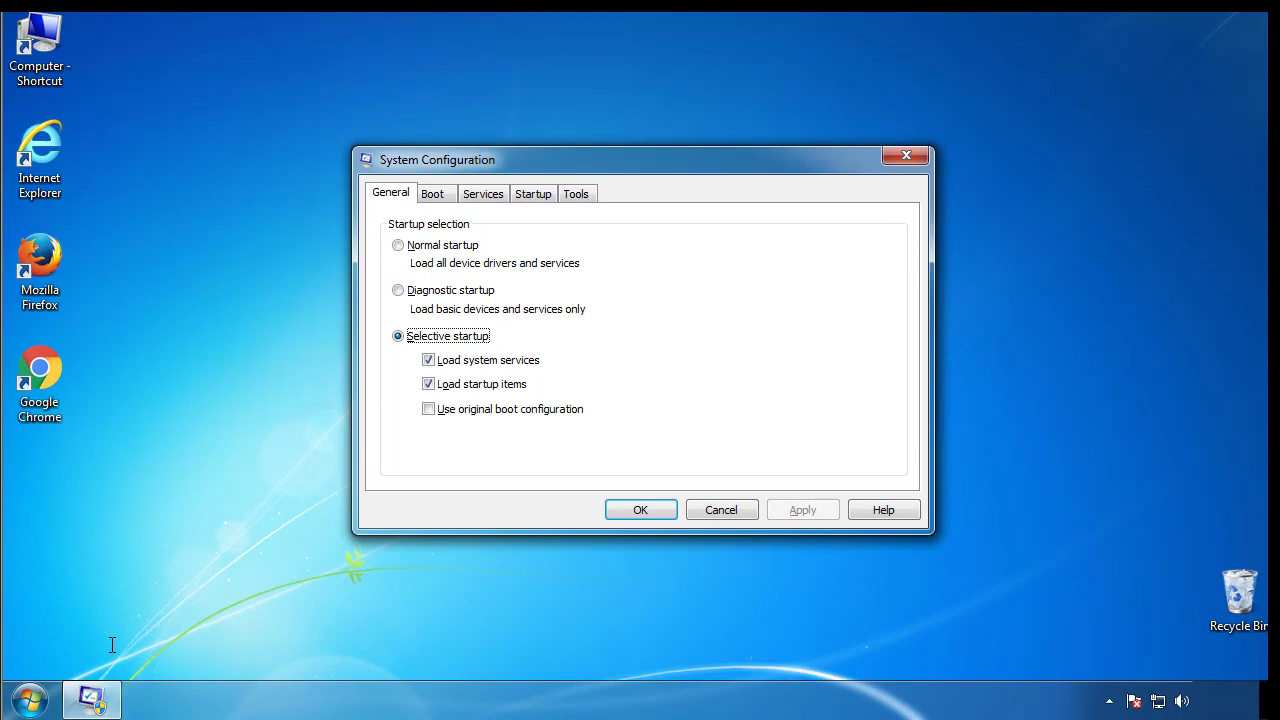 Computer -
Shortcut
Internet
Explorer
Mozilla
Firefox
Google
Chrome
System Configuration
General
Boot
Services
Startup
Tools
Startup selection
Normal startup
Load all device drivers and services
Diagnostic startup
Load basic devices and services only
Selective startup
Load system services
Load startup items
Use original boot configuration
OK
Cancel
Apply
Help
Recycle Bin